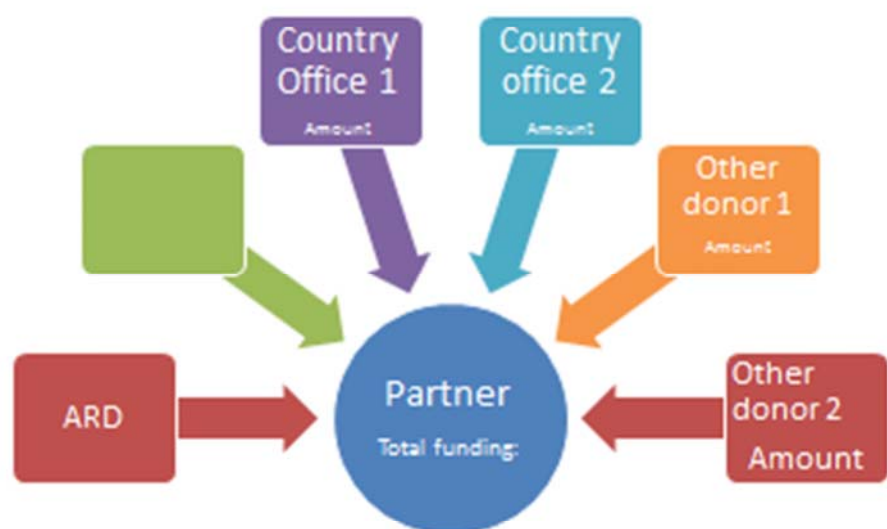 Country
Office 1
Amount
Country
office 2
Amount
Other
donor 1
Amount
ARD
Partner
Total funding:
Other
donor 2
Amount